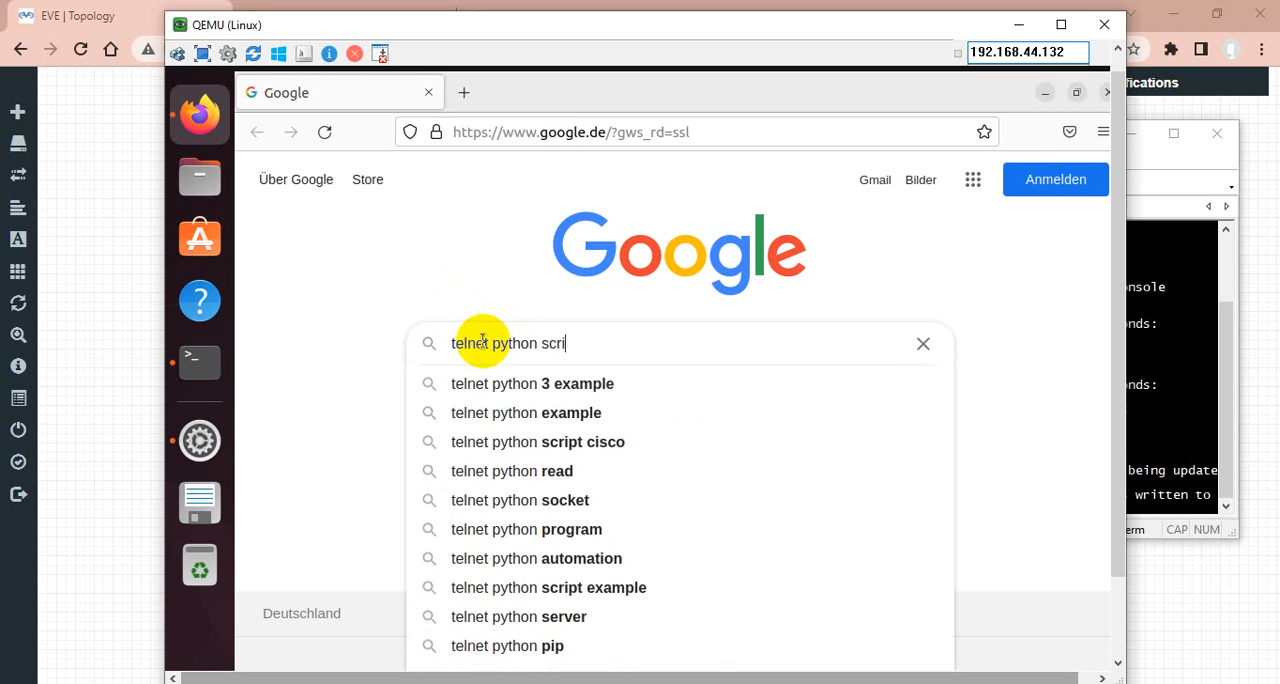 EVE | Topology
QEMU (Linux)
192.168.44.132
fications
Google
https://www.google.de/?gws_rd=ssl
Über Google Store
Gmail Bilder Anmelden
Google
telnet python scri
telnet python 3 example
telnet python example
telnet python script cisco
telnet python read
telnet python socket
telnet python program
telnet python automation
telnet python script example
telnet python server
telnet python pip
Deutschland
nsole
onds:
nds:
being update
written to
erm CAP NUM